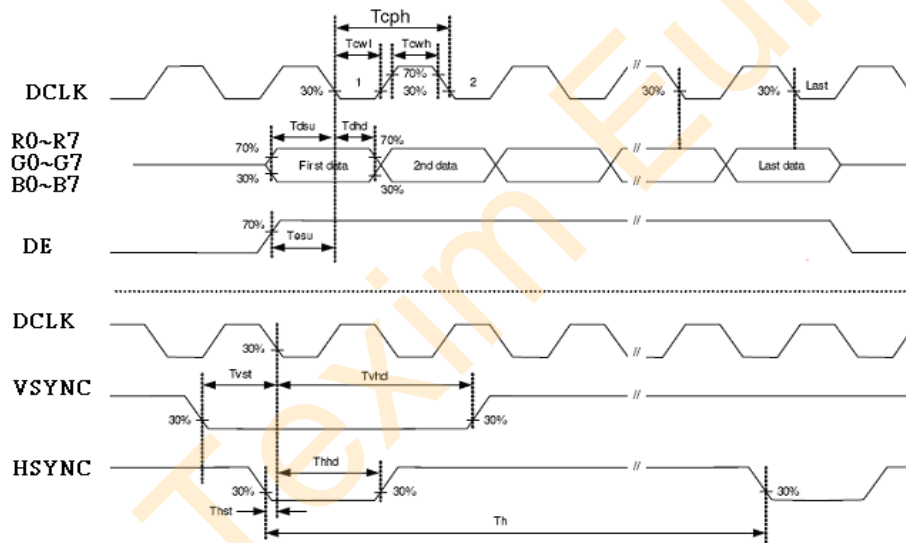 Tcph
Tcwl Tcwh
DCLK 30% 1 70% 30% 2 // 30% 30% Last
Tdsu Tdhd
R0~R7 70% 70%
G0~G7 First data 2nd data // Last data
B0~B7 30% 30%
DE 70% Tesu //
DCLK 30% //
VSYNC Tvst Tvhd //
30% 30%
HSYNC Thhd //
30% 30% 30%
Thst Th
Texim Eur